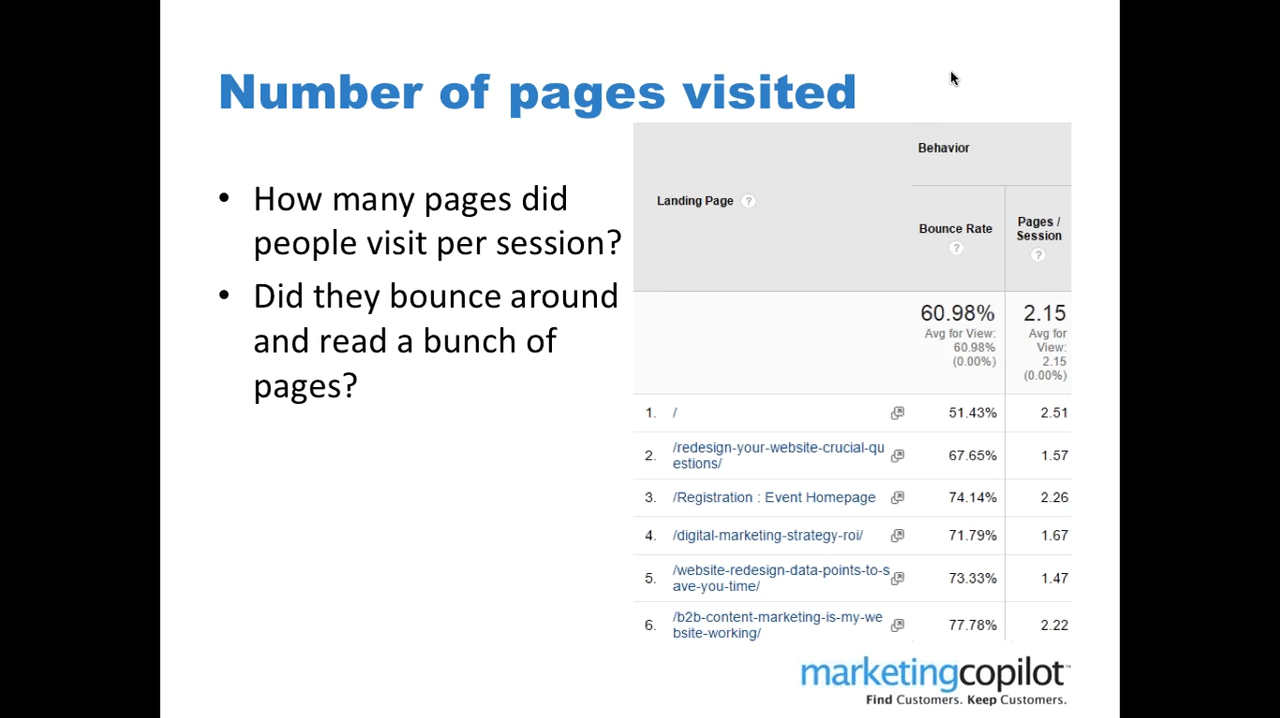 Number of pages visited
• How many pages did
people visit per session?
• Did they bounce around
and read a bunch of
pages?
Behavior
Landing Page ?
Bounce Rate
?
Pages /
Session
?
60.98%
Avg for View:
60.98%
(0.00%)
2.15
Avg for
View:
2.15
(0.00%)
1. / 51.43% 2.51
2. /redesign-your-website-crucial-qu
estions/ 67.65% 1.57
3. /Registration : Event Homepage 74.14% 2.26
4. /digital-marketing-strategy-roi/ 71.79% 1.67
5. /website-redesign-data-points-to-s
ave-you-time/ 73.33% 1.47
6. /b2b-content-marketing-is-my-we
bsite-working/ 77.78% 2.22
marketingcopilot™
Find Customers. Keep Customers.